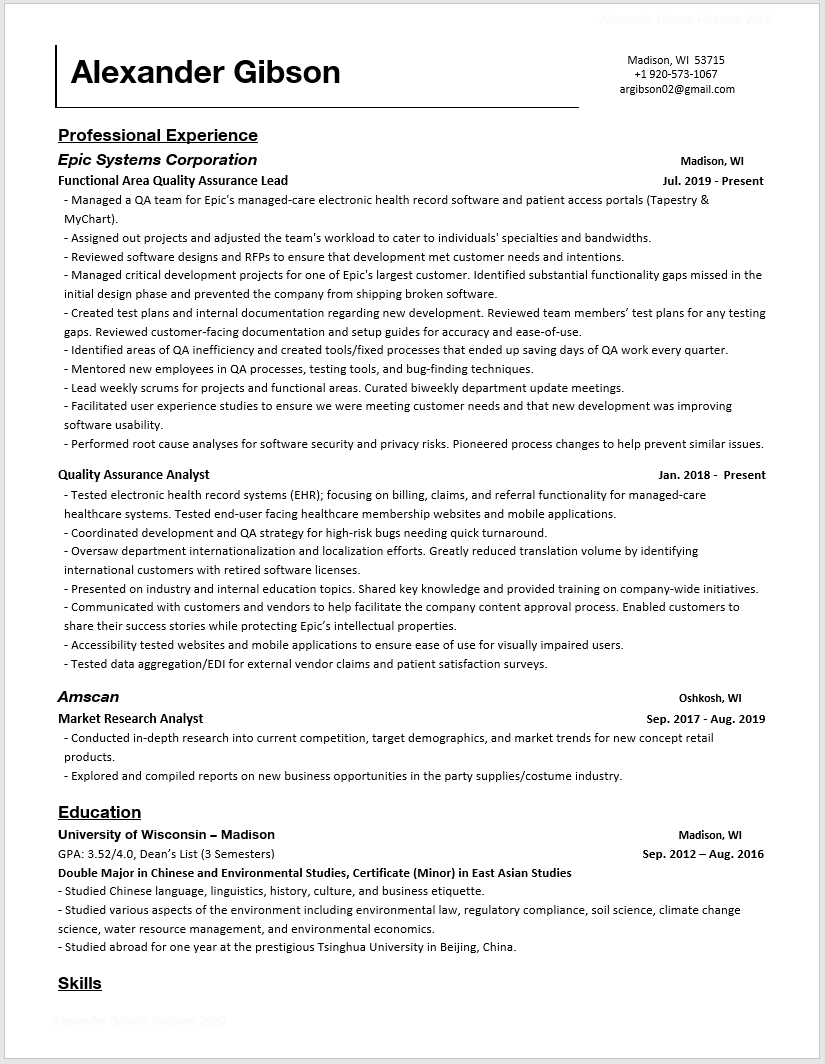 Alexander Gibson Resume 2020
Alexander Gibson
Madison, WI  53715
+1 920-573-1067
argibson02@gmail.com
Professional Experience
Epic Systems Corporation Madison, WI
Functional Area Quality Assurance Lead Jul. 2019 - Present
- Managed a QA team for Epic's managed-care electronic health record software and patient access portals (Tapestry &
MyChart).
- Assigned out projects and adjusted the team's workload to cater to individuals' specialties and bandwidths.
- Reviewed software designs and RFPs to ensure that development met customer needs and intentions.
- Managed critical development projects for one of Epic's largest customer. Identified substantial functionality gaps missed in the
initial design phase and prevented the company from shipping broken software.
- Created test plans and internal documentation regarding new development. Reviewed team members’ test plans for any testing
gaps. Reviewed customer-facing documentation and setup guides for accuracy and ease-of-use.
- Identified areas of QA inefficiency and created tools/fixed processes that ended up saving days of QA work every quarter.
- Mentored new employees in QA processes, testing tools, and bug-finding techniques.
- Lead weekly scrums for projects and functional areas. Curated biweekly department update meetings.
- Facilitated user experience studies to ensure we were meeting customer needs and that new development was improving
software usability.
- Performed root cause analyses for software security and privacy risks. Pioneered process changes to help prevent similar issues.
Quality Assurance Analyst Jan. 2018 -  Present
- Tested electronic health record systems (EHR); focusing on billing, claims, and referral functionality for managed-care
healthcare systems. Tested end-user facing healthcare membership websites and mobile applications.
- Coordinated development and QA strategy for high-risk bugs needing quick turnaround.
- Oversaw department internationalization and localization efforts. Greatly reduced translation volume by identifying
international customers with retired software licenses.
- Presented on industry and internal education topics. Shared key knowledge and provided training on company-wide initiatives.
- Communicated with customers and vendors to help facilitate the company content approval process. Enabled customers to
share their success stories while protecting Epic’s intellectual properties.
- Accessibility tested websites and mobile applications to ensure ease of use for visually impaired users.
- Tested data aggregation/EDI for external vendor claims and patient satisfaction surveys.
Amscan Oshkosh, WI
Market Research Analyst Sep. 2017 - Aug. 2019
- Conducted in-depth research into current competition, target demographics, and market trends for new concept retail
products.
- Explored and compiled reports on new business opportunities in the party supplies/costume industry.
Education
University of Wisconsin – Madison Madison, WI
GPA: 3.52/4.0, Dean’s List (3 Semesters) Sep. 2012 – Aug. 2016
Double Major in Chinese and Environmental Studies, Certificate (Minor) in East Asian Studies
- Studied Chinese language, linguistics, history, culture, and business etiquette.
- Studied various aspects of the environment including environmental law, regulatory compliance, soil science, climate change
science, water resource management, and environmental economics.
- Studied abroad for one year at the prestigious Tsinghua University in Beijing, China.
Skills
Alexander Gibson Resume 2020